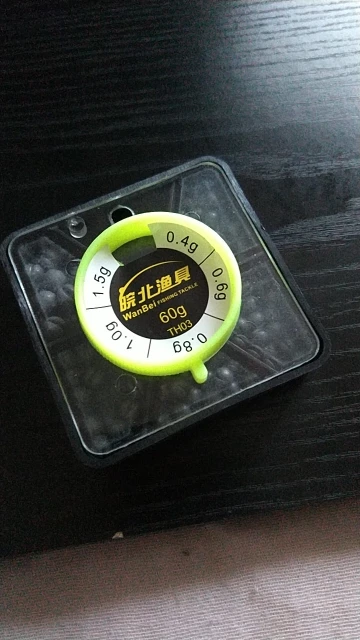 0.4g
0.6g
0.8g
1.0g
1.5g
皖北渔具
WanBei FISHING TACKLE
60g
TH03